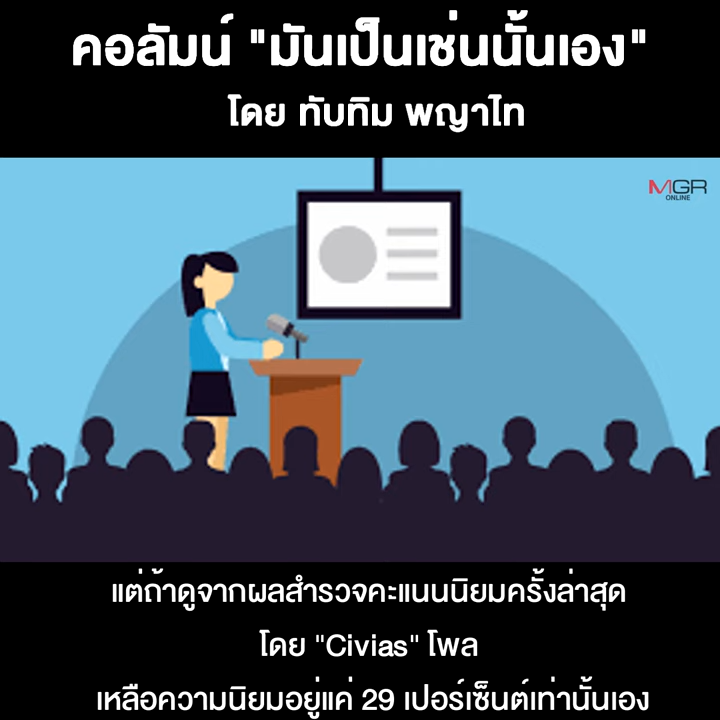 คอลัมน์ "มันเป็นเช่นนั้นเอง"
โดย ทับทิม พญาไท
MGR
ONLINE
แต่ถ้าดูจากผลสำรวจคะแนนนิยมครั้งล่าสุด
โดย "Civias" โพล
เหลือความนิยมอยู่แค่ 29 เปอร์เซ็นต์เท่านั้นเอง